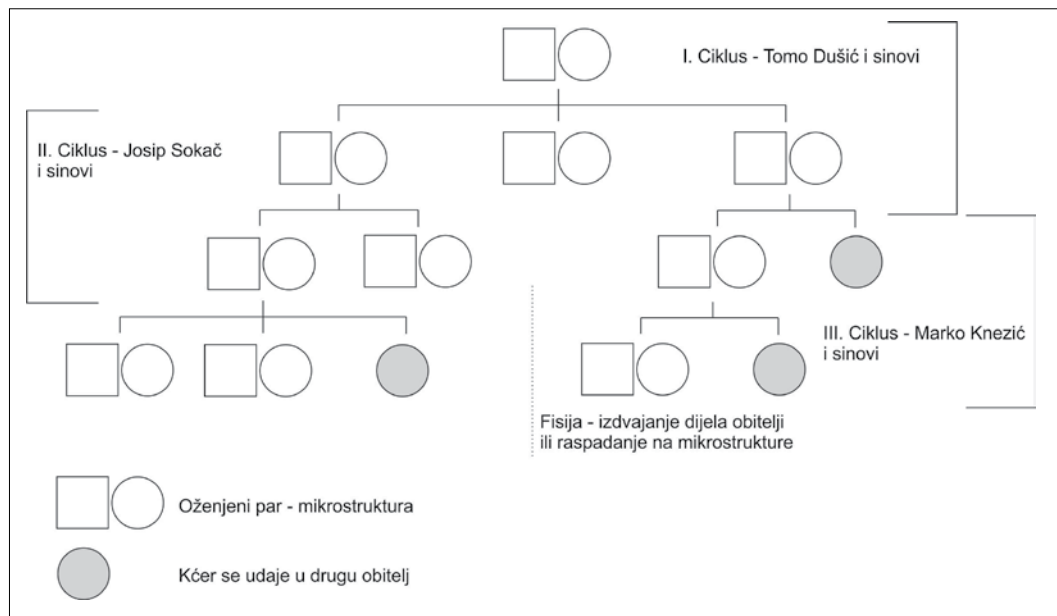 I. Ciklus - Tomo Dušić i sinovi
II. Ciklus - Josip Sokač
i sinovi
III. Ciklus - Marko Knezić
i sinovi
Fisija - izdvajanje dijela obitelji
ili raspadanje na mikrostrukture
Oženjeni par - mikrostruktura
Kćer se udaje u drugu obitelj